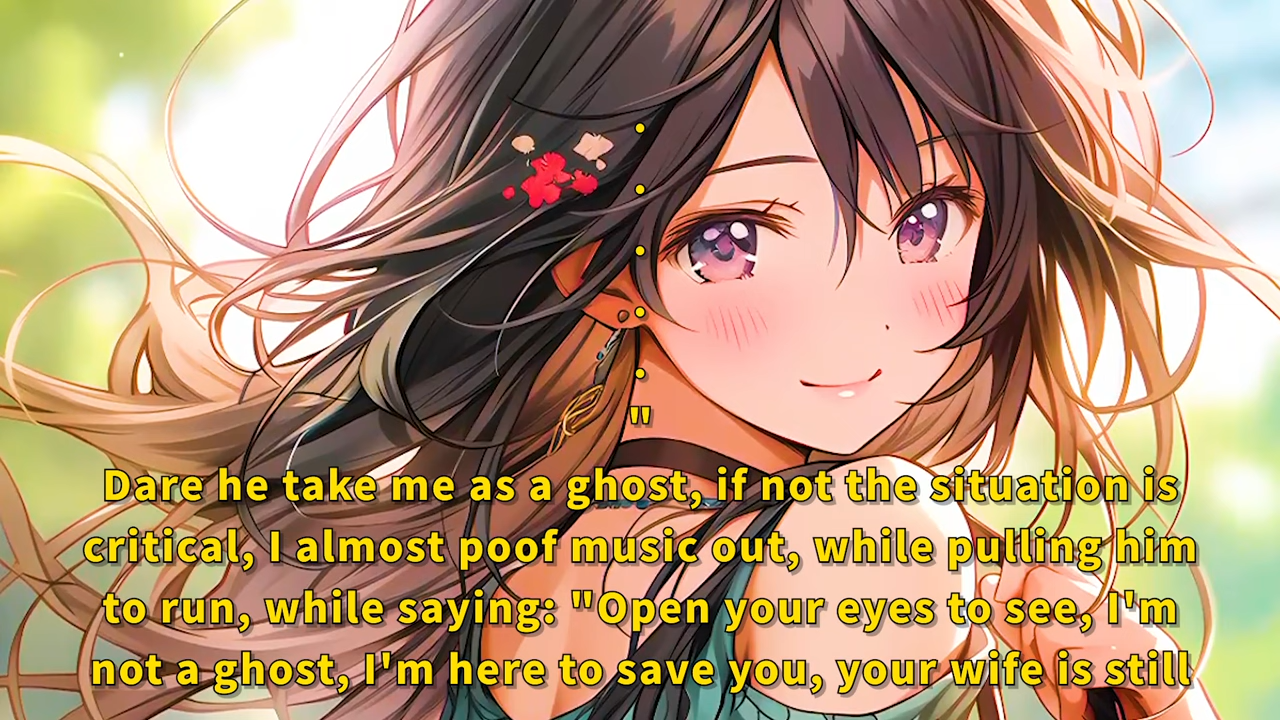 .
.
.
.
.
"
Dare he take me as a ghost, if not the situation is
critical, I almost poof music out, while pulling him
to run, while saying: "Open your eyes to see, I'm
not a ghost, I'm here to save you, your wife is still